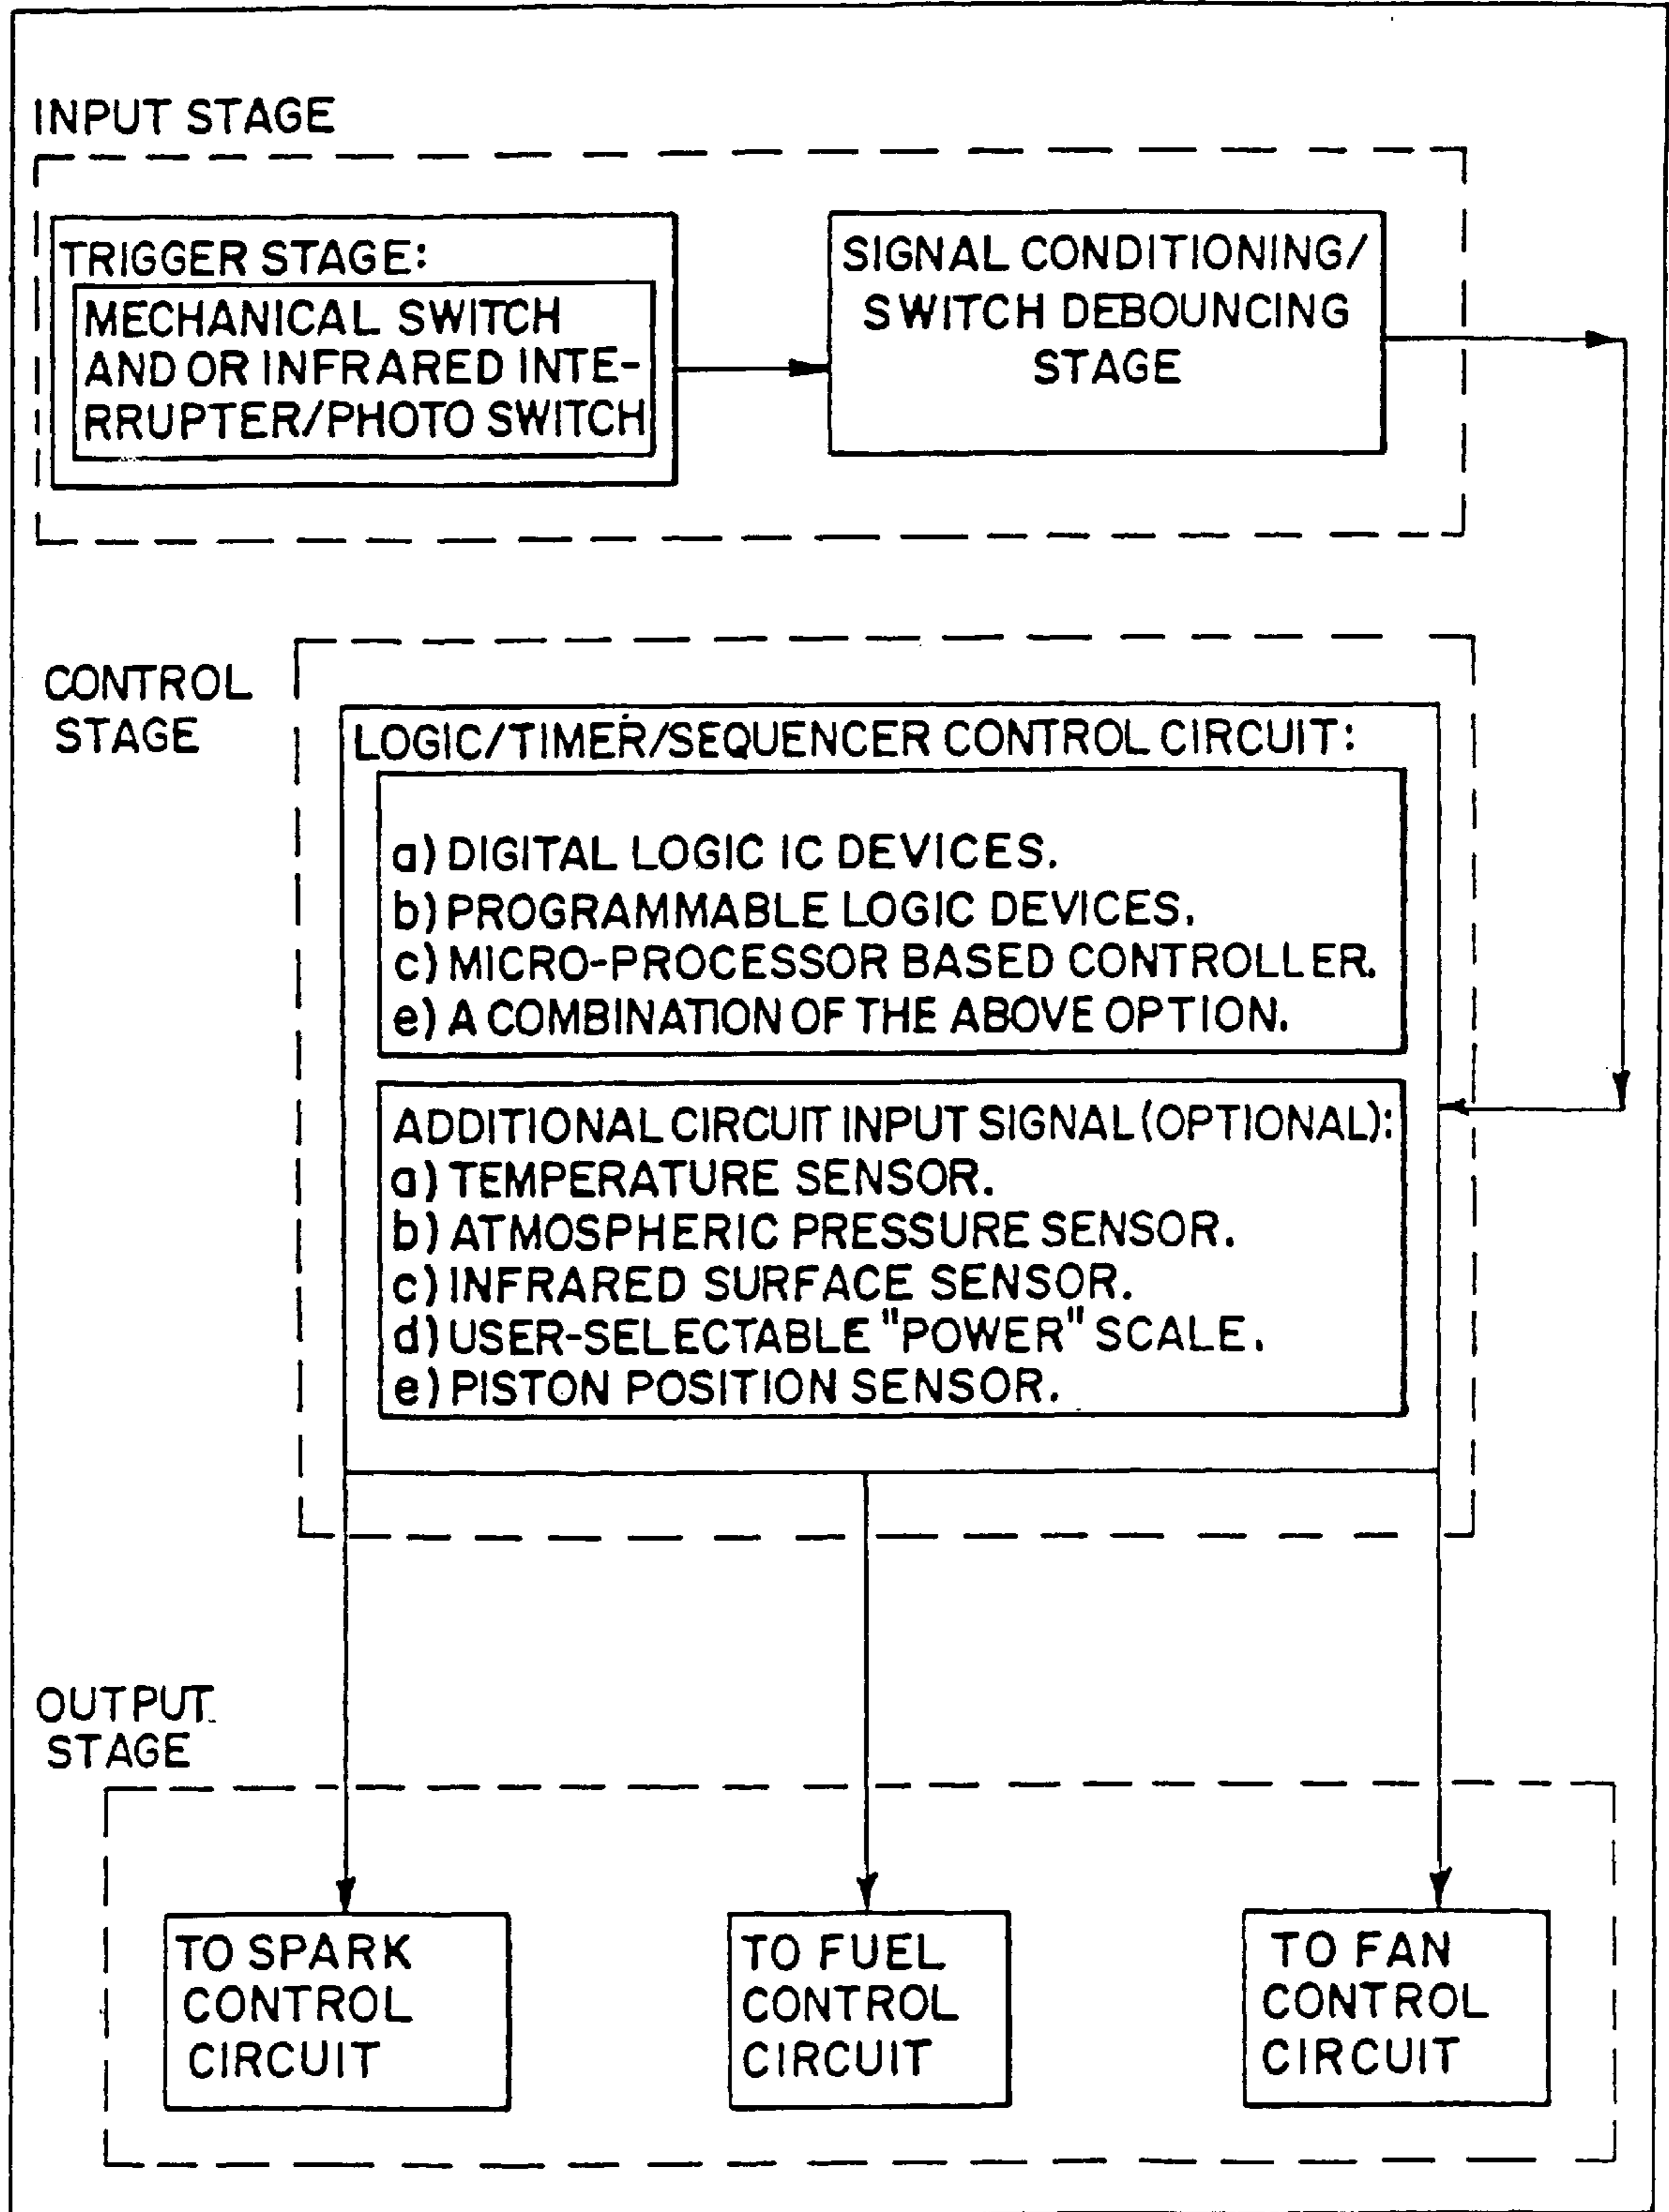 INPUT STAGE
TRIGGER STAGE:
MECHANICAL SWITCH
AND OR INFRARED INTE-
RRUPTER/PHOTO SWITCH
SIGNAL CONDITIONING/
SWITCH DEBOUNCING
STAGE
CONTROL
STAGE
LOGIC/TIMER/SEQUENCER CONTROL CIRCUIT:
a) DIGITAL LOGIC IC DEVICES.
b) PROGRAMMABLE LOGIC DEVICES.
c) MICRO-PROCESSOR BASED CONTROLLER.
e) A COMBINATION OF THE ABOVE OPTION.
ADDITIONAL CIRCUIT INPUT SIGNAL (OPTIONAL):
a) TEMPERATURE SENSOR.
b) ATMOSPHERIC PRESSURE SENSOR.
c) INFRARED SURFACE SENSOR.
d) USER-SELECTABLE "POWER" SCALE.
e) PISTON POSITION SENSOR.
OUTPUT
STAGE
TO SPARK
CONTROL
CIRCUIT
TO FUEL
CONTROL
CIRCUIT
TO FAN
CONTROL
CIRCUIT